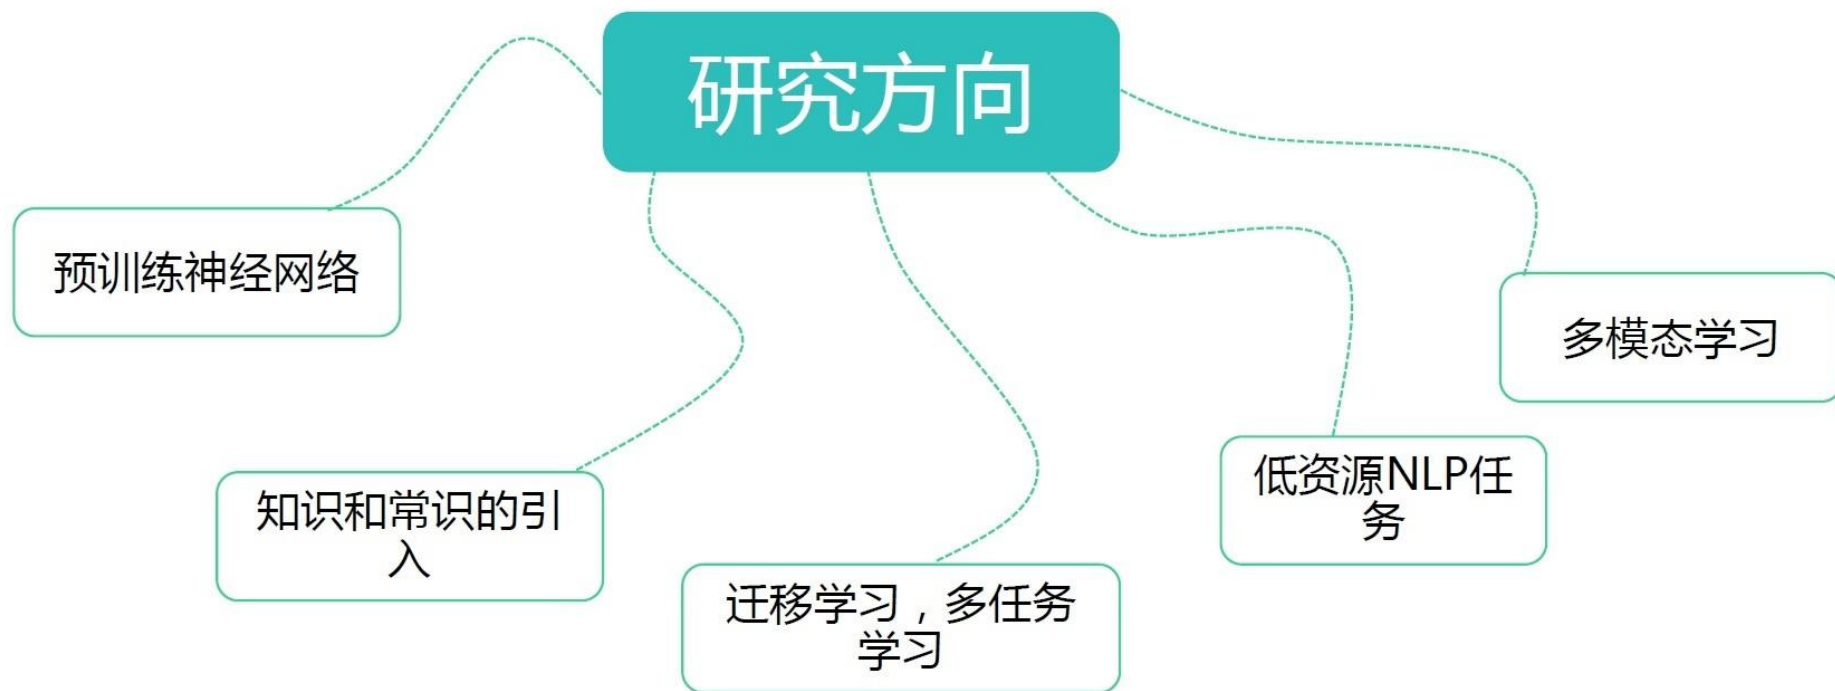 研究方向
预训练神经网络
知识和常识的引
入
迁移学习，多任务
学习
低资源NLP任
务
多模态学习